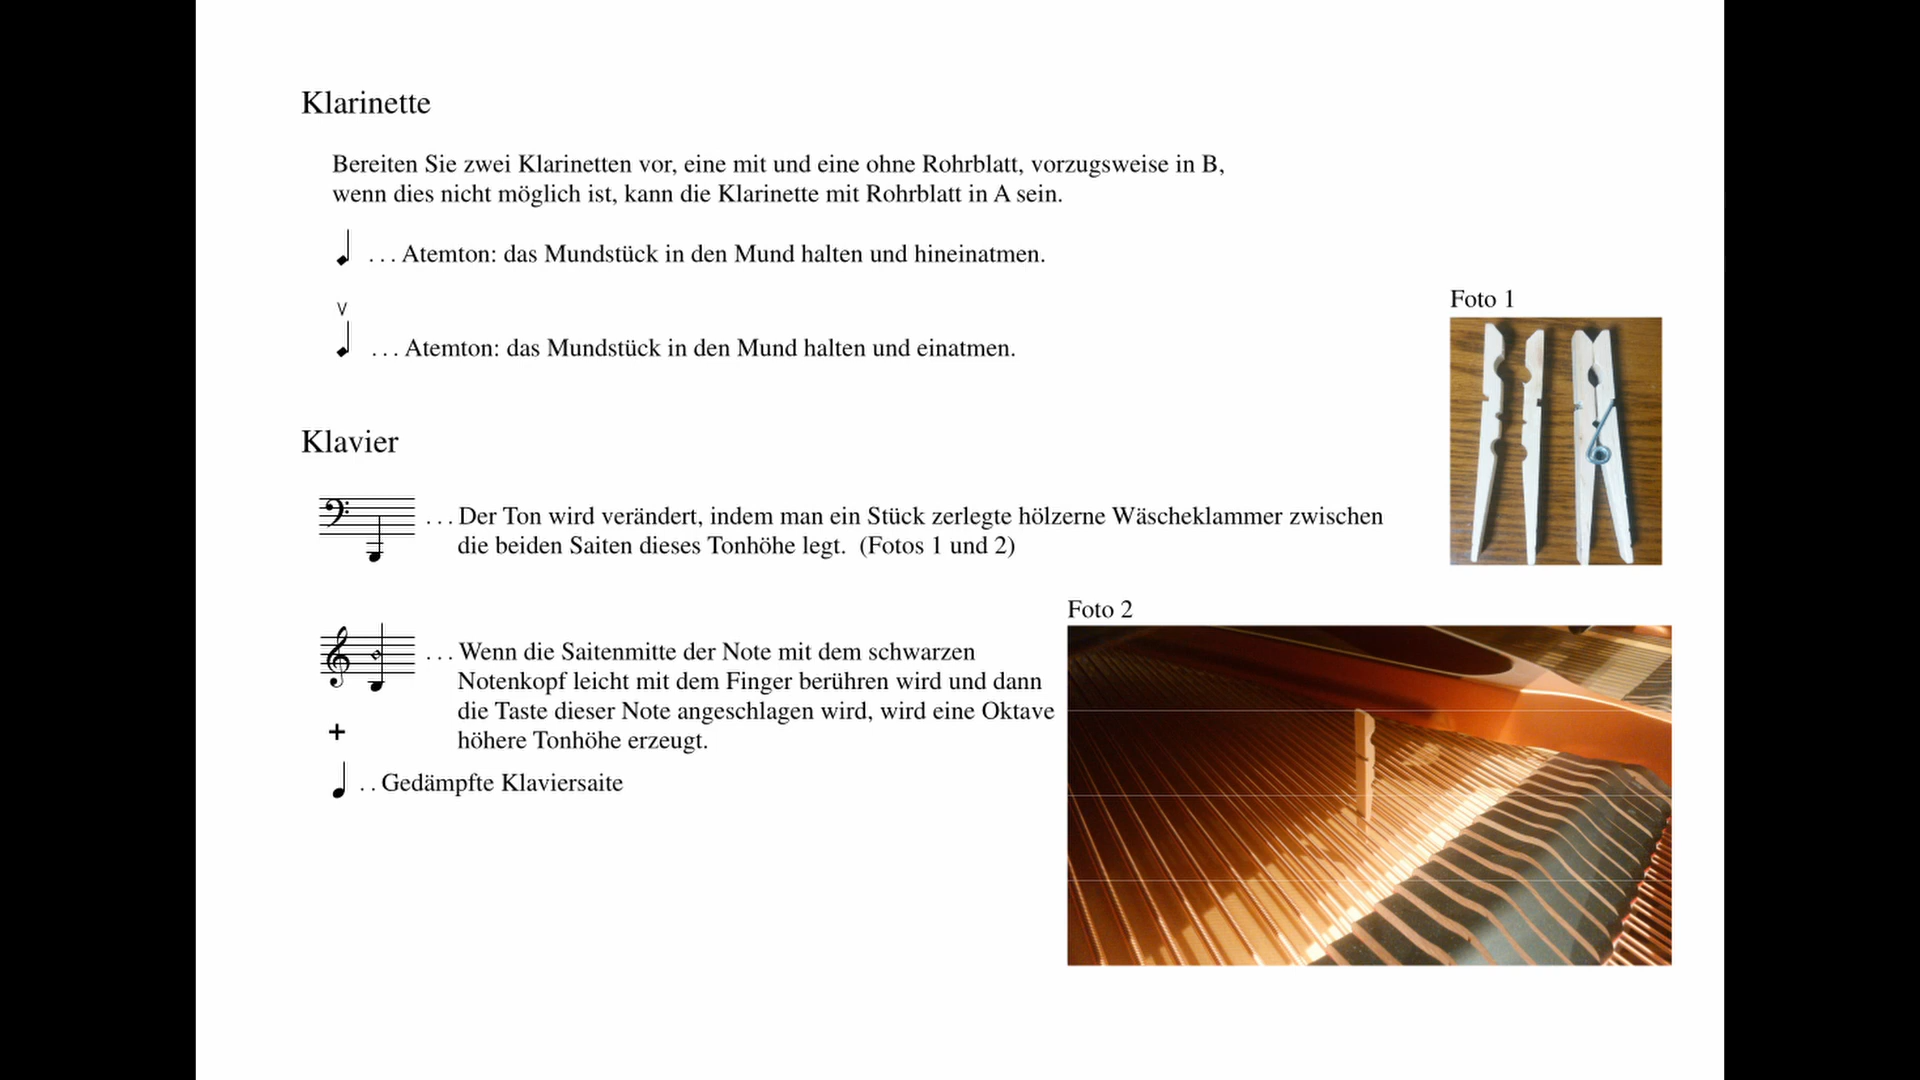 Klarinette
Bereiten Sie zwei Klarinetten vor, eine mit und eine ohne Rohrblatt, vorzugsweise in B,
wenn dies nicht möglich ist, kann die Klarinette mit Rohrblatt in A sein.
. . . Atemton: das Mundstück in den Mund halten und hineinatmen.
V
. . . Atemton: das Mundstück in den Mund halten und einatmen.
Foto 1
Klavier
. . . Der Ton wird verändert, indem man ein Stück zerlegte hölzerne Wäscheklammer zwischen
die beiden Saiten dieses Tonhöhe legt. (Fotos 1 und 2)
Foto 2
. . . Wenn die Saitenmitte der Note mit dem schwarzen
Notenkopf leicht mit dem Finger berühren wird und dann
die Taste dieser Note angeschlagen wird, wird eine Oktave
höhere Tonhöhe erzeugt.
+
. . Gedämpfte Klaviersaite